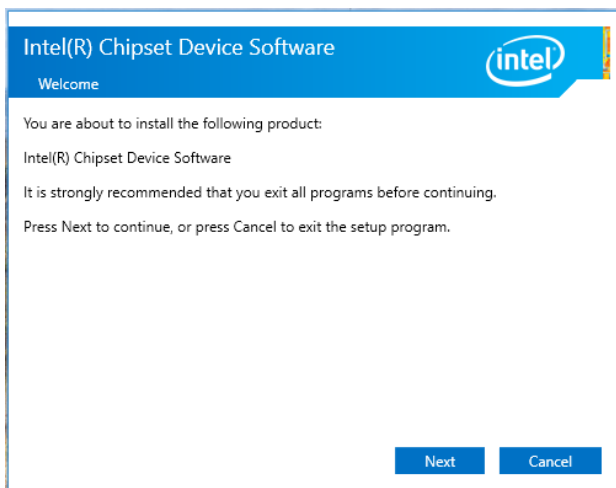 Intel(R) Chipset Device Software
intel
Welcome
You are about to install the following product:
Intel(R) Chipset Device Software
It is strongly recommended that you exit all programs before continuing.
Press Next to continue, or press Cancel to exit the setup program.
Next
Cancel